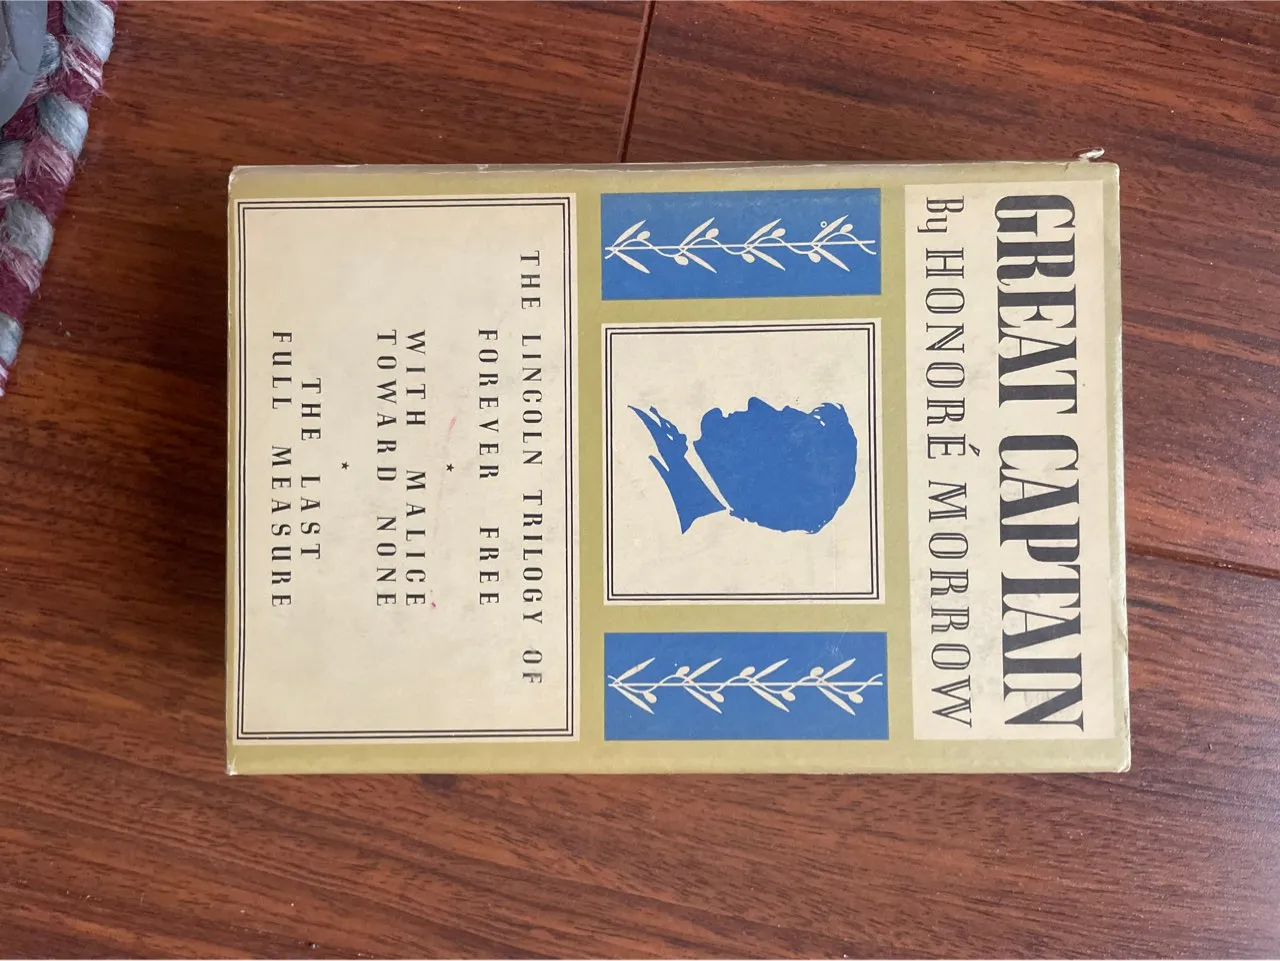 GREAT CAPTAIN
By HONORÉ MORROW
THE LINCOLN TRILOGY OF
FOREVER FREE
★
WITH MALICE
TOWARD NONE
★
THE LAST
FULL MEASURE